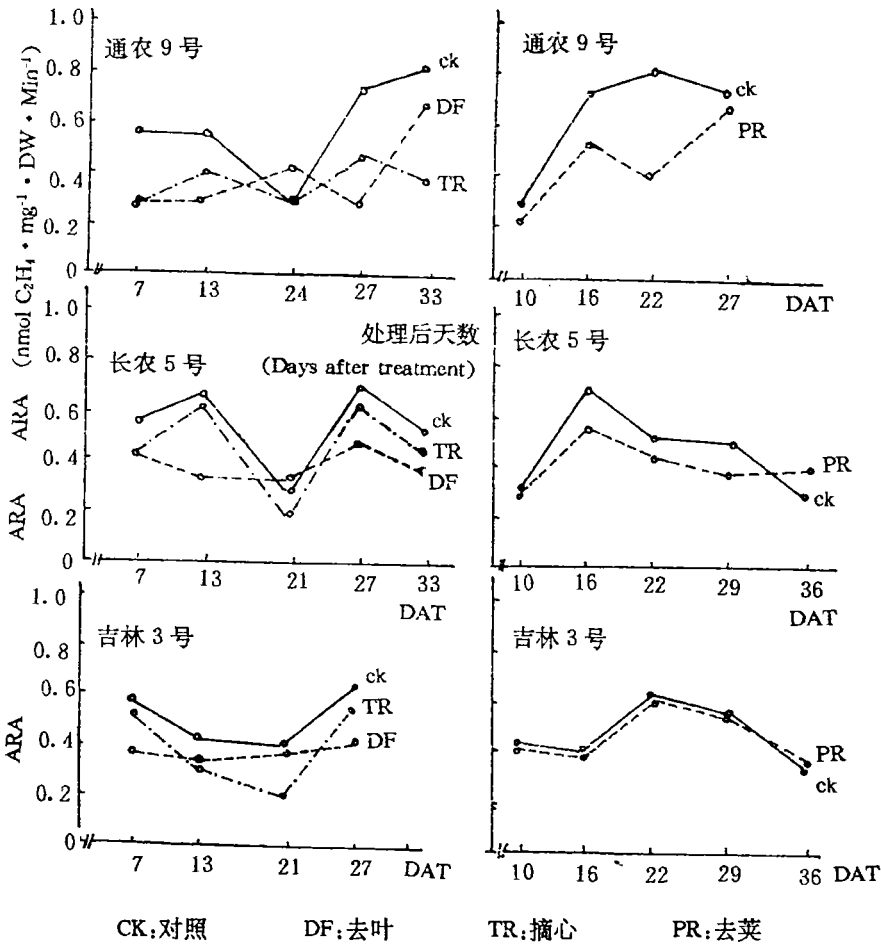 1.0
通农 9 号
0.8
0.6
0.4
0.2
0
ck
DF
TR
7 13 24 27 33
处理后天数
(Days after treatment)
通农 9 号
ck
PR
10 16 22 27 DAT
ARA (nmol C₂H₄·mg⁻¹·DW·Min⁻¹)
1.0
0.8
长农 5 号
0.6
0.4
0.2
0
ck
TR
DF
7 13 21 27 33
DAT
长农 5 号
PR
ck
10 16 22 29 36
DAT
ARA
1.0
吉林 3 号
0.8
0.6
0.4
0.2
0
ck
TR
DF
7 13 21 27 DAT
吉林 3 号
PR
ck
10 16 22 29 36
DAT
ARA
CK:对照 DF:去叶 TR:摘心 PR:去荚